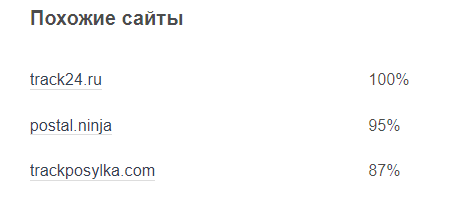 Похожие сайты
track24.ru 100%
postal.ninja 95%
trackposylka.com 87%